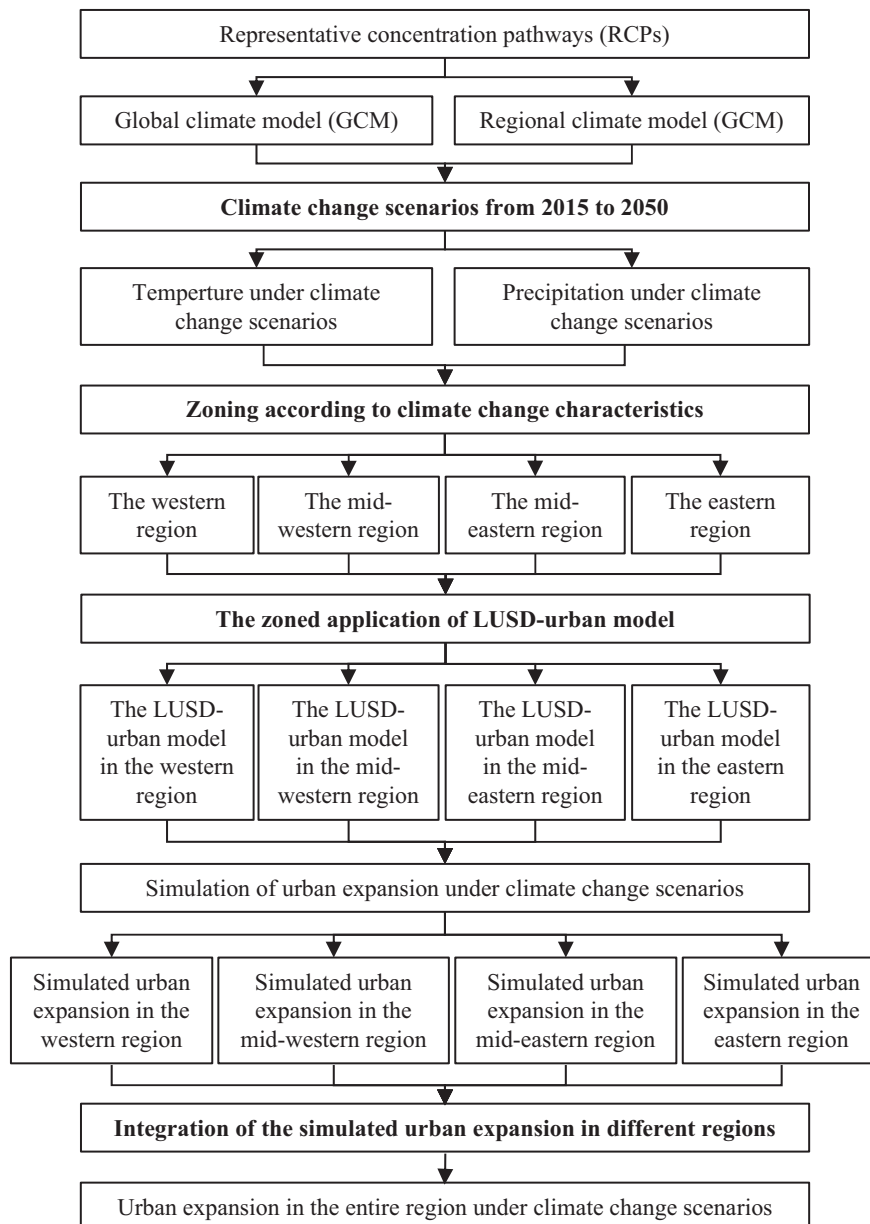 Representative concentration pathways (RCPs)
Global climate model (GCM)
Regional climate model (GCM)
Climate change scenarios from 2015 to 2050
Temperture under climate
change scenarios
Precipitation under climate
change scenarios
Zoning according to climate change characteristics
The western
region
The mid-
western region
The mid-
eastern region
The eastern
region
The zoned application of LUSD-urban model
The LUSD-
urban model
in the western
region
The LUSD-
urban model
in the mid-
western region
The LUSD-
urban model
in the mid-
eastern region
The LUSD-
urban model
in the eastern
region
Simulation of urban expansion under climate change scenarios
Simulated urban
expansion in the
western region
Simulated urban
expansion in the
mid-western region
Simulated urban
expansion in the
mid-eastern region
Simulated urban
expansion in the
eastern region
Integration of the simulated urban expansion in different regions
Urban expansion in the entire region under climate change scenarios